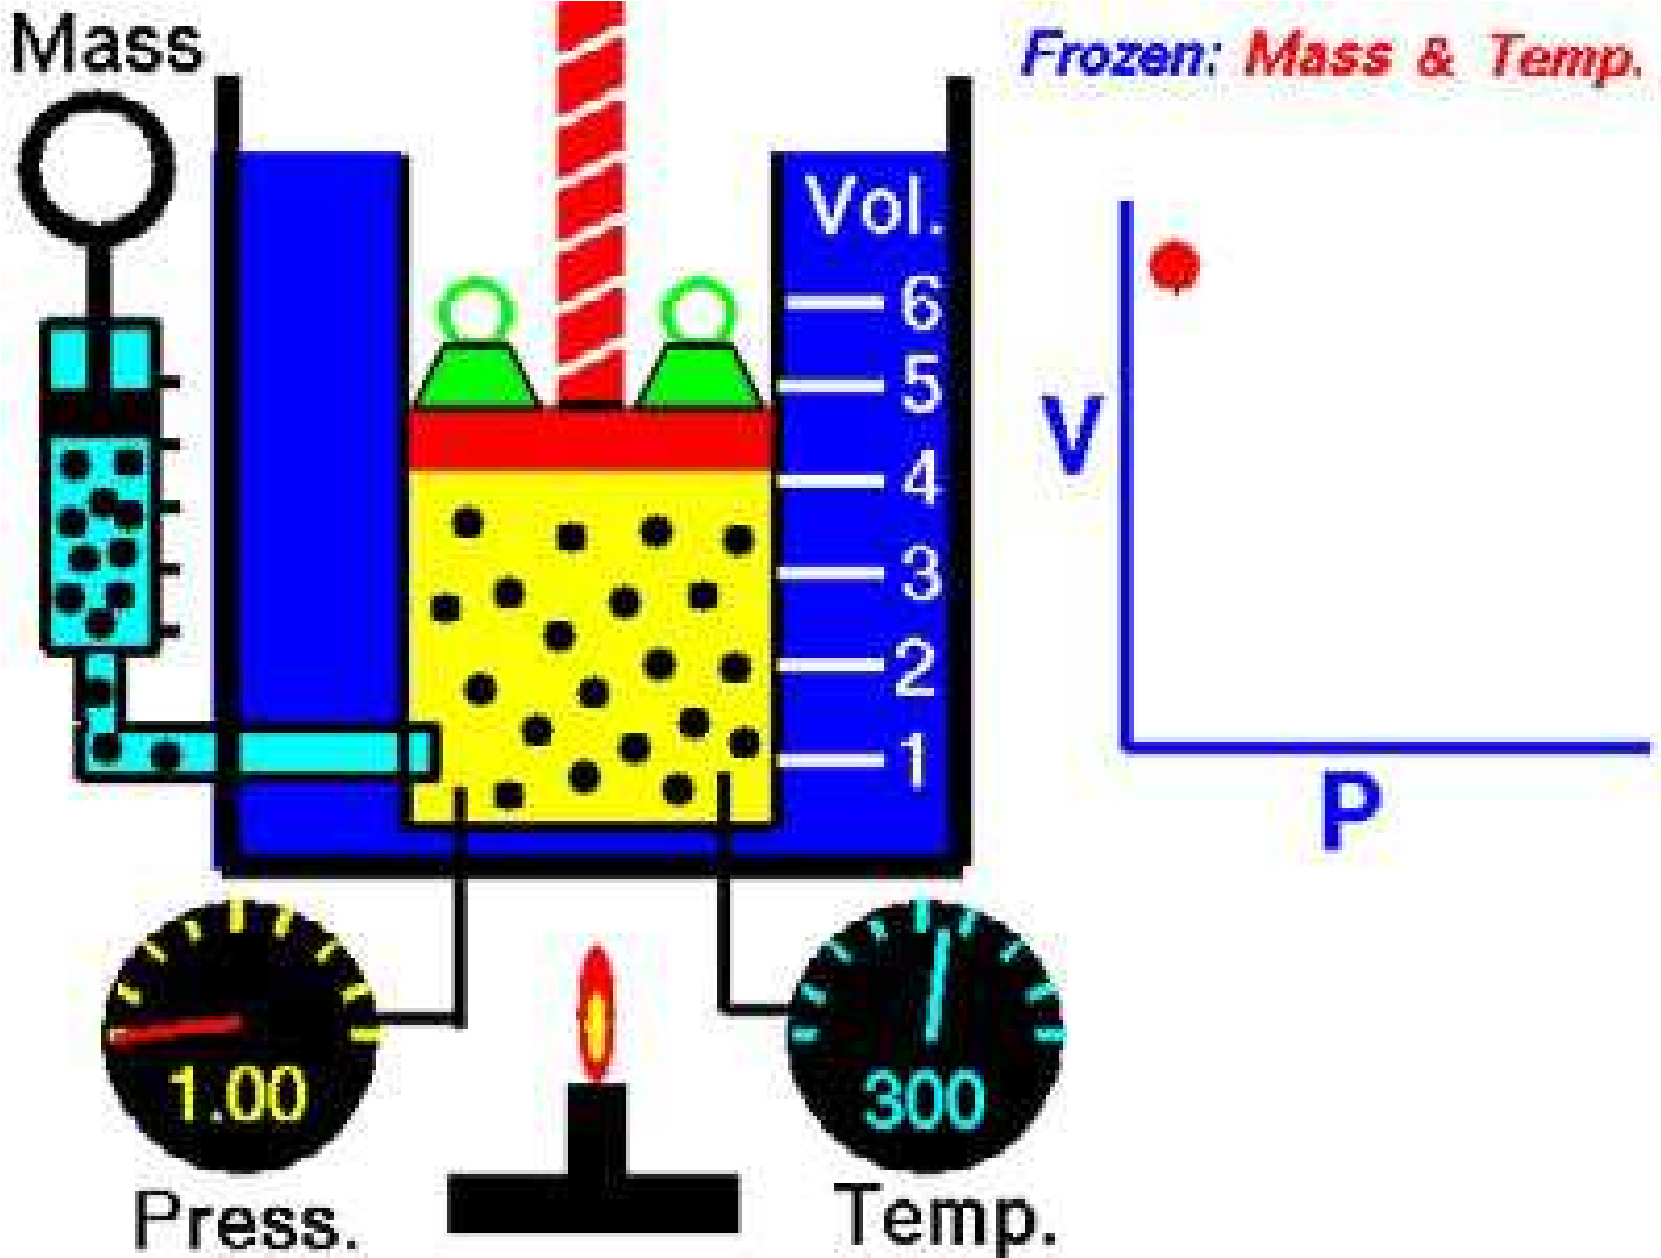 Mass
Frozen: Mass & Temp.
Vol.
6
5
4
3
2
1
V
P
1.00
300
Press.
Temp.